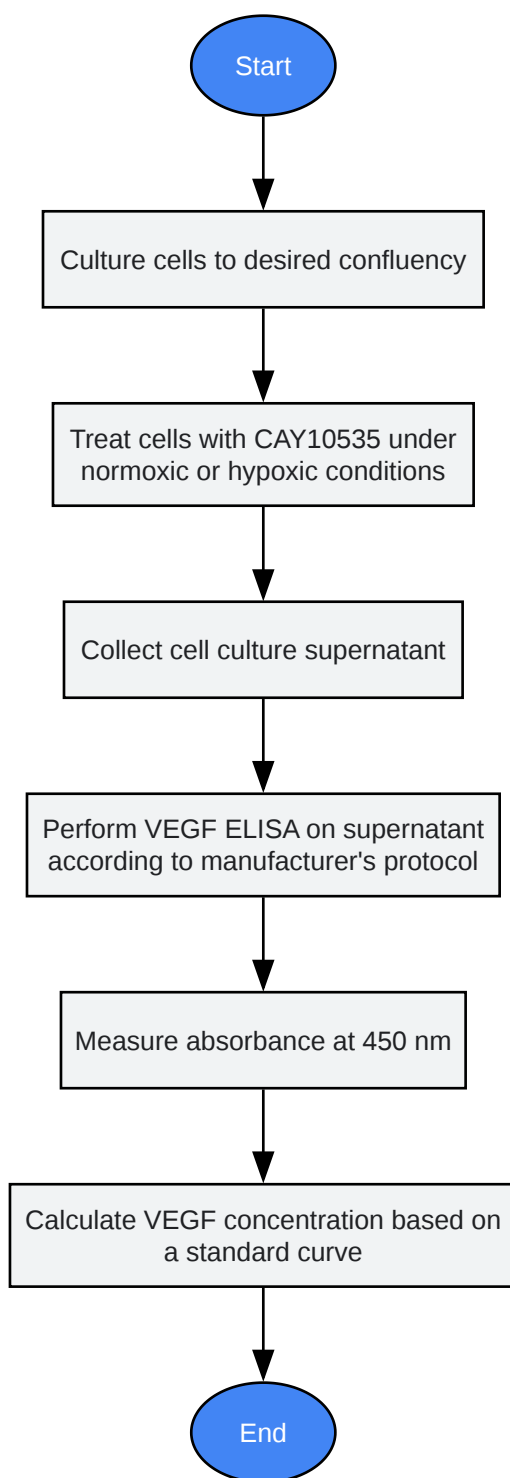 Start
Culture cells to desired confluency
Treat cells with CAY10535 under
normoxic or hypoxic conditions
Collect cell culture supernatant
Perform VEGF ELISA on supernatant
according to manufacturer's protocol
Measure absorbance at 450 nm
Calculate VEGF concentration based on
a standard curve
End